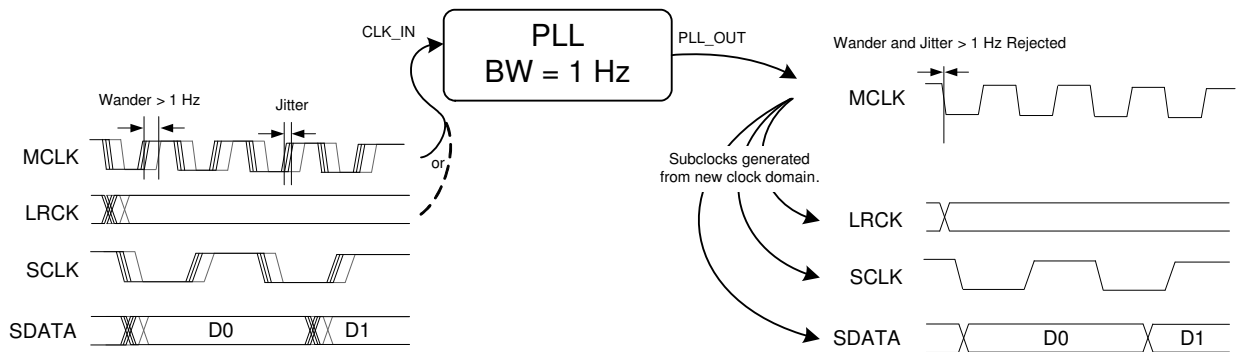 CLK_IN
PLL
BW = 1 Hz
PLL_OUT
Wander > 1 Hz
Jitter
MCLK
or
LRCK
SCLK
SDATA
D0
D1
Wander and Jitter > 1 Hz Rejected
MCLK
Subclocks generated
from new clock domain.
LRCK
SCLK
SDATA
D0
D1